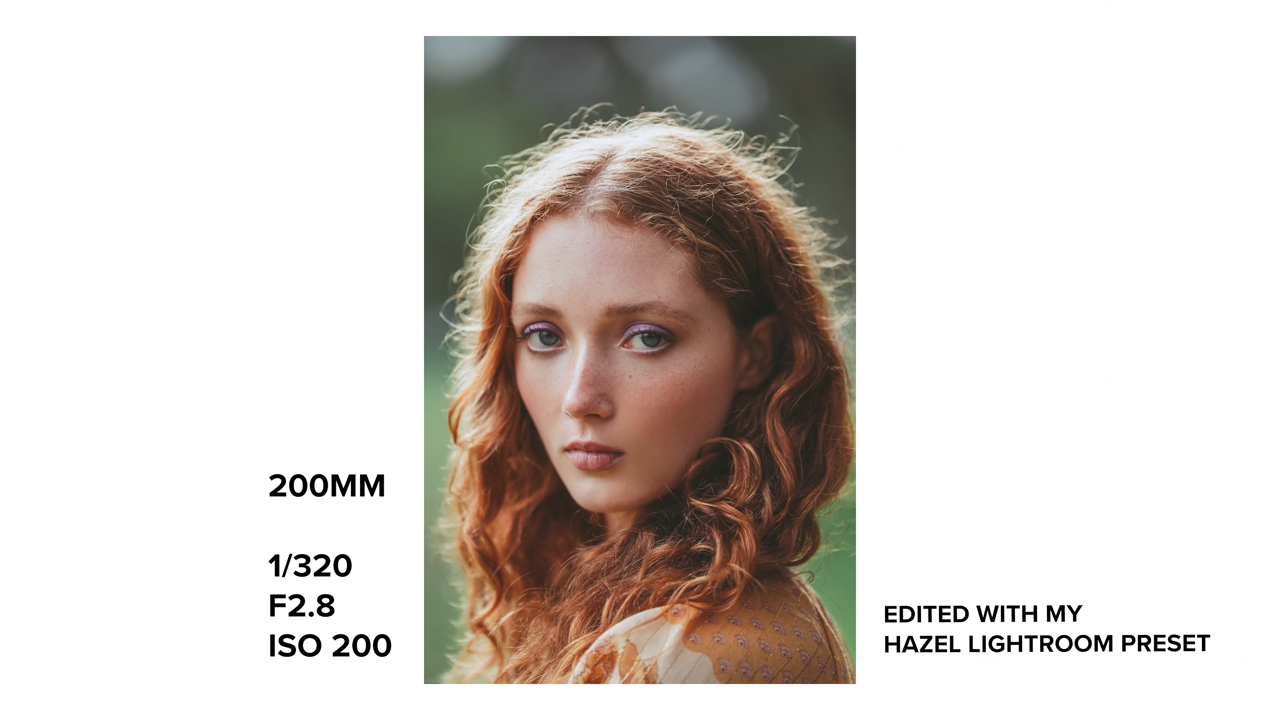 200MM
1/320
F2.8
ISO 200
EDITED WITH MY
HAZEL LIGHTROOM PRESET